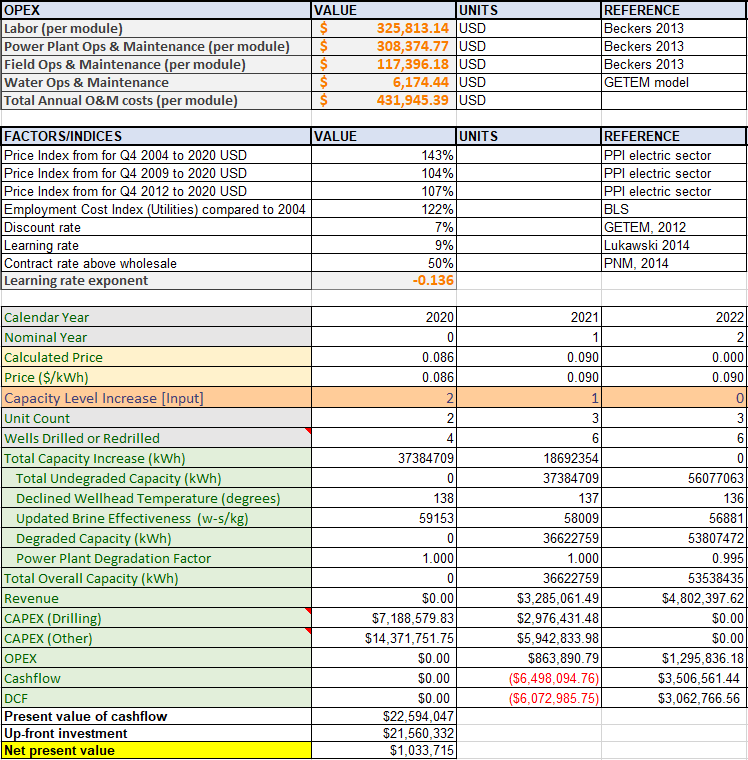 OPEX VALUE UNITS REFERENCE
Labor (per module) $ 325,813.14 USD Beckers 2013
Power Plant Ops & Maintenance (per module) $ 308,374.77 USD Beckers 2013
Field Ops & Maintenance (per module) $ 117,396.18 USD Beckers 2013
Water Ops & Maintenance $ 6,174.44 USD GETEM model
Total Annual O&M costs (per module) $ 431,945.39 USD
FACTORS/INDICES VALUE UNITS REFERENCE
Price Index from for Q4 2004 to 2020 USD 143% PPI electric sector
Price Index from for Q4 2009 to 2020 USD 104% PPI electric sector
Price Index from for Q4 2012 to 2020 USD 107% PPI electric sector
Employment Cost Index (Utilities) compared to 2004 122% BLS
Discount rate 7% GETEM, 2012
Learning rate 9% Lukawski 2014
Contract rate above wholesale 50% PNM, 2014
Learning rate exponent -0.136
Calendar Year 2020 2021 2022
Nominal Year 0 1 2
Calculated Price 0.086 0.090 0.000
Price ($/kWh) 0.086 0.090 0.090
Capacity Level Increase [Input] 2 1 0
Unit Count 2 3 3
Wells Drilled or Redrilled 4 6 6
Total Capacity Increase (kWh) 37384709 18692354 0
Total Undegraded Capacity (kWh) 0 37384709 56077063
Declined Wellhead Temperature (degrees) 138 137 136
Updated Brine Effectiveness (w-s/kg) 59153 58009 56881
Degraded Capacity (kWh) 0 36622759 53807472
Power Plant Degradation Factor 1.000 1.000 0.995
Total Overall Capacity (kWh) 0 36622759 53538435
Revenue $0.00 $3,285,061.49 $4,802,397.62
CAPEX (Drilling) $7,188,579.83 $2,976,431.48 $0.00
CAPEX (Other) $14,371,751.75 $5,942,833.98 $0.00
OPEX $0.00 $863,890.79 $1,295,836.18
Cashflow $0.00 ($6,498,094.76) $3,506,561.44
DCF $0.00 ($6,072,985.75) $3,062,766.56
Present value of cashflow $22,594,047
Up-front investment $21,560,332
Net present value $1,033,715